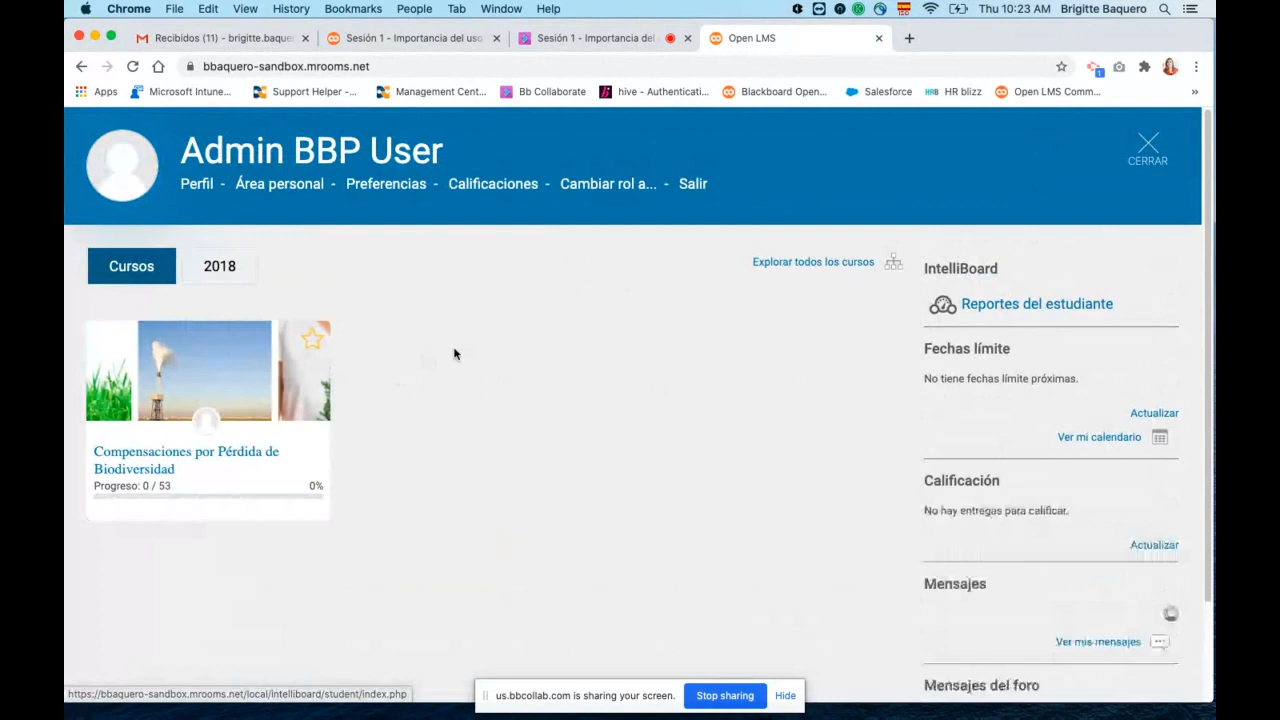 Chrome File Edit View History Bookmarks People Tab Window Help ISO Thu 10:23 AM Brigitte Baquero
Recibidos (11) - brigitte.baque × Sesión 1 - Importancia del uso × Sesión 1 - Importancia del × Open LMS × +
bbaquero-sandbox.mrooms.net 1
Apps Microsoft Intune... Support Helper -... Management Cent... Bb Collaborate hive - Authenticati... Blackboard Open... Salesforce HR blizz Open LMS Comm... »
Admin BBP User
CERRAR
Perfil - Área personal - Preferencias - Calificaciones - Cambiar rol a... - Salir
Cursos 2018
Explorar todos los cursos
IntelliBoard
Reportes del estudiante
Fechas límite
No tiene fechas límite próximas.
Actualizar
Ver mi calendario
Compensaciones por Pérdida de
Biodiversidad
Progreso: 0 / 53 0%
Calificación
No hay entregas para calificar.
Actualizar
Mensajes
Ver mis mensajes
Mensajes del foro
https://bbaquero-sandbox.mrooms.net/local/intelliboard/student/index.php
us.bbcollab.com is sharing your screen. Stop sharing Hide